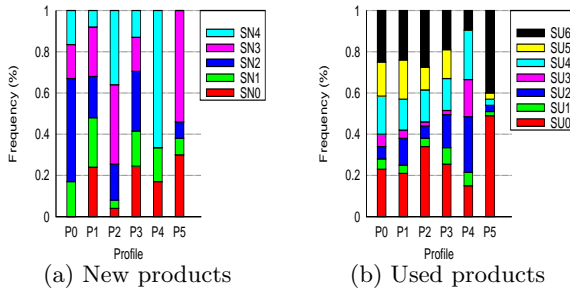 1
0.8
0.6
0.4
0.2
0
Frequency (%)
P0 P1 P2 P3 P4 P5
Profile
SN4
SN3
SN2
SN1
SN0
(a) New products
1
0.8
0.6
0.4
0.2
0
Frequency (%)
P0 P1 P2 P3 P4 P5
Profile
SU6
SU5
SU4
SU3
SU2
SU1
SU0
(b) Used products